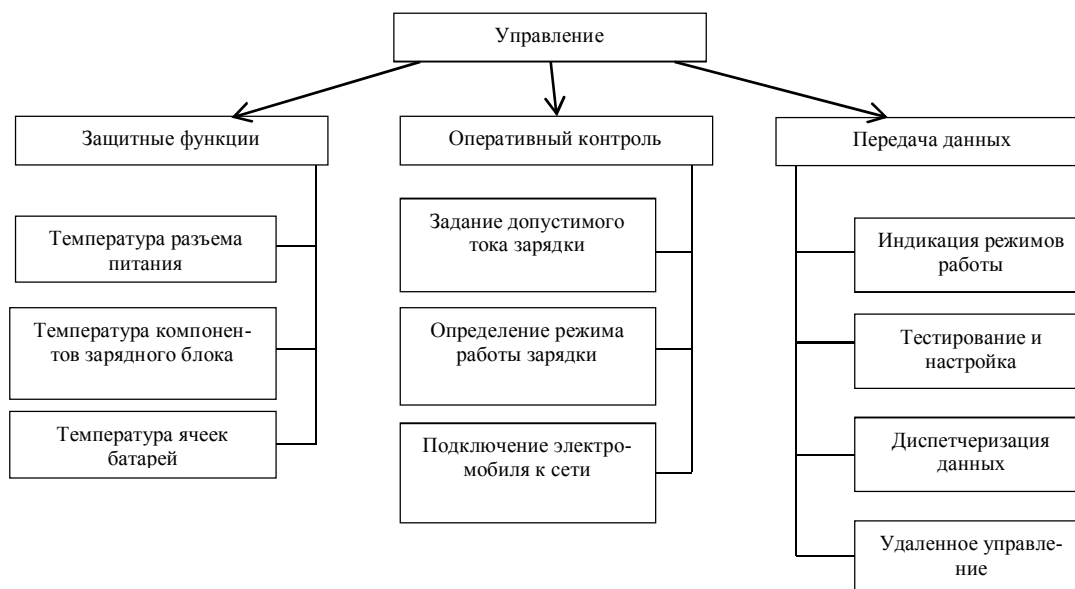 Управление
Защитные функции
Температура разъема
питания
Температура компонен-
тов зарядного блока
Температура ячеек
батарей
Оперативный контроль
Задание допустимого
тока зарядки
Определение режима
работы зарядки
Подключение электро-
мобиля к сети
Передача данных
Индикация режимов
работы
Тестирование и
настройка
Диспетчеризация
данных
Удаленное управле-
ние